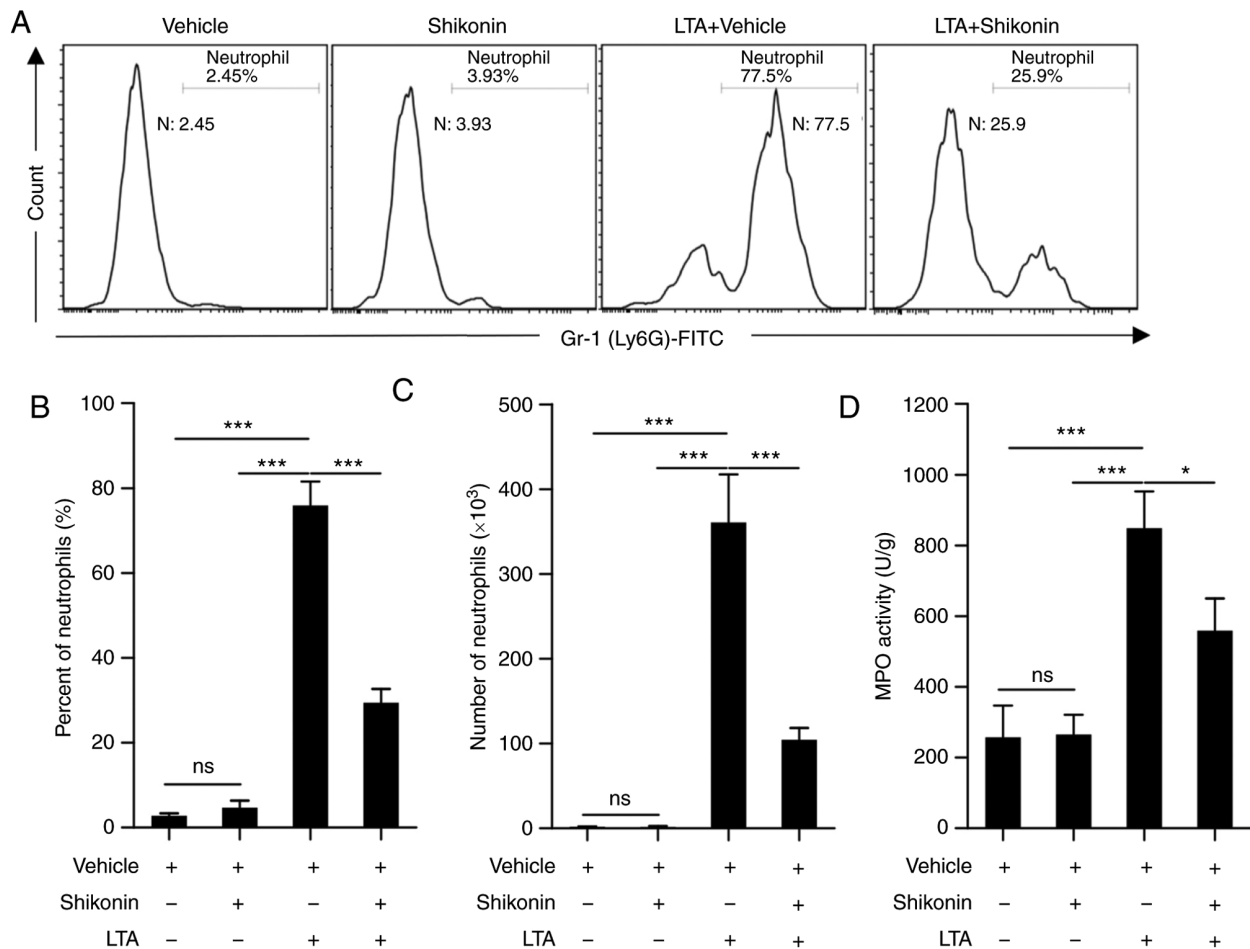 A
Vehicle
Shikonin
LTA+Vehicle
LTA+Shikonin
Neutrophil
2.45%
N: 2.45
Neutrophil
3.93%
N: 3.93
Neutrophil
77.5%
N: 77.5
Neutrophil
25.9%
N: 25.9
Count
Gr-1 (Ly6G)-FITC
B
Percent of neutrophils (%)
100
80
60
40
20
0
***
*** ***
ns
Vehicle + + + +
Shikonin – + – +
LTA – – + +
C
Number of neutrophils (×10³)
500
400
300
200
100
0
***
*** ***
ns
Vehicle + + + +
Shikonin – + – +
LTA – – + +
D
MPO activity (U/g)
1200
1000
800
600
400
200
0
***
*** *
ns
Vehicle + + + +
Shikonin – + – +
LTA – – + +